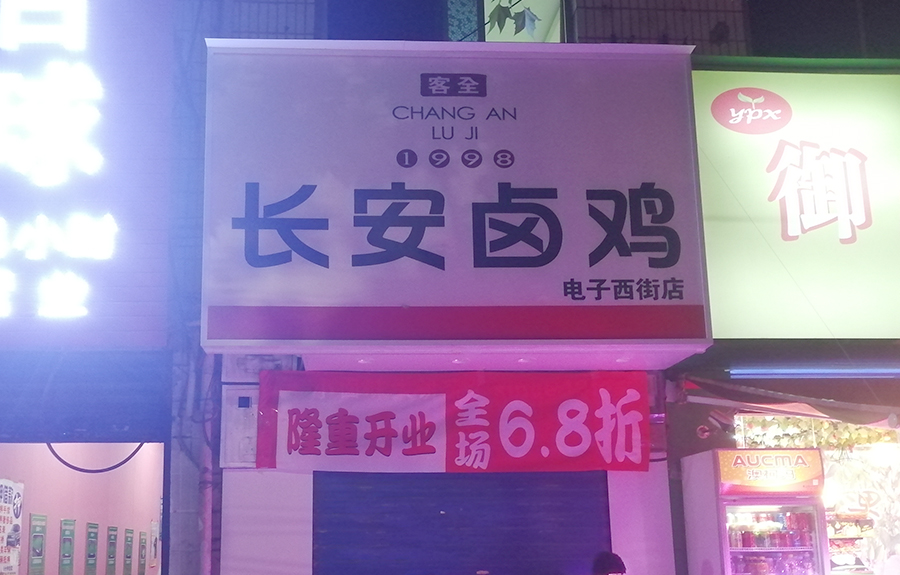 客全
CHANG AN
LU JI
1998
长安卤鸡
电子西街店
隆重开业 全场6.8折
ypx
御
AUCMA